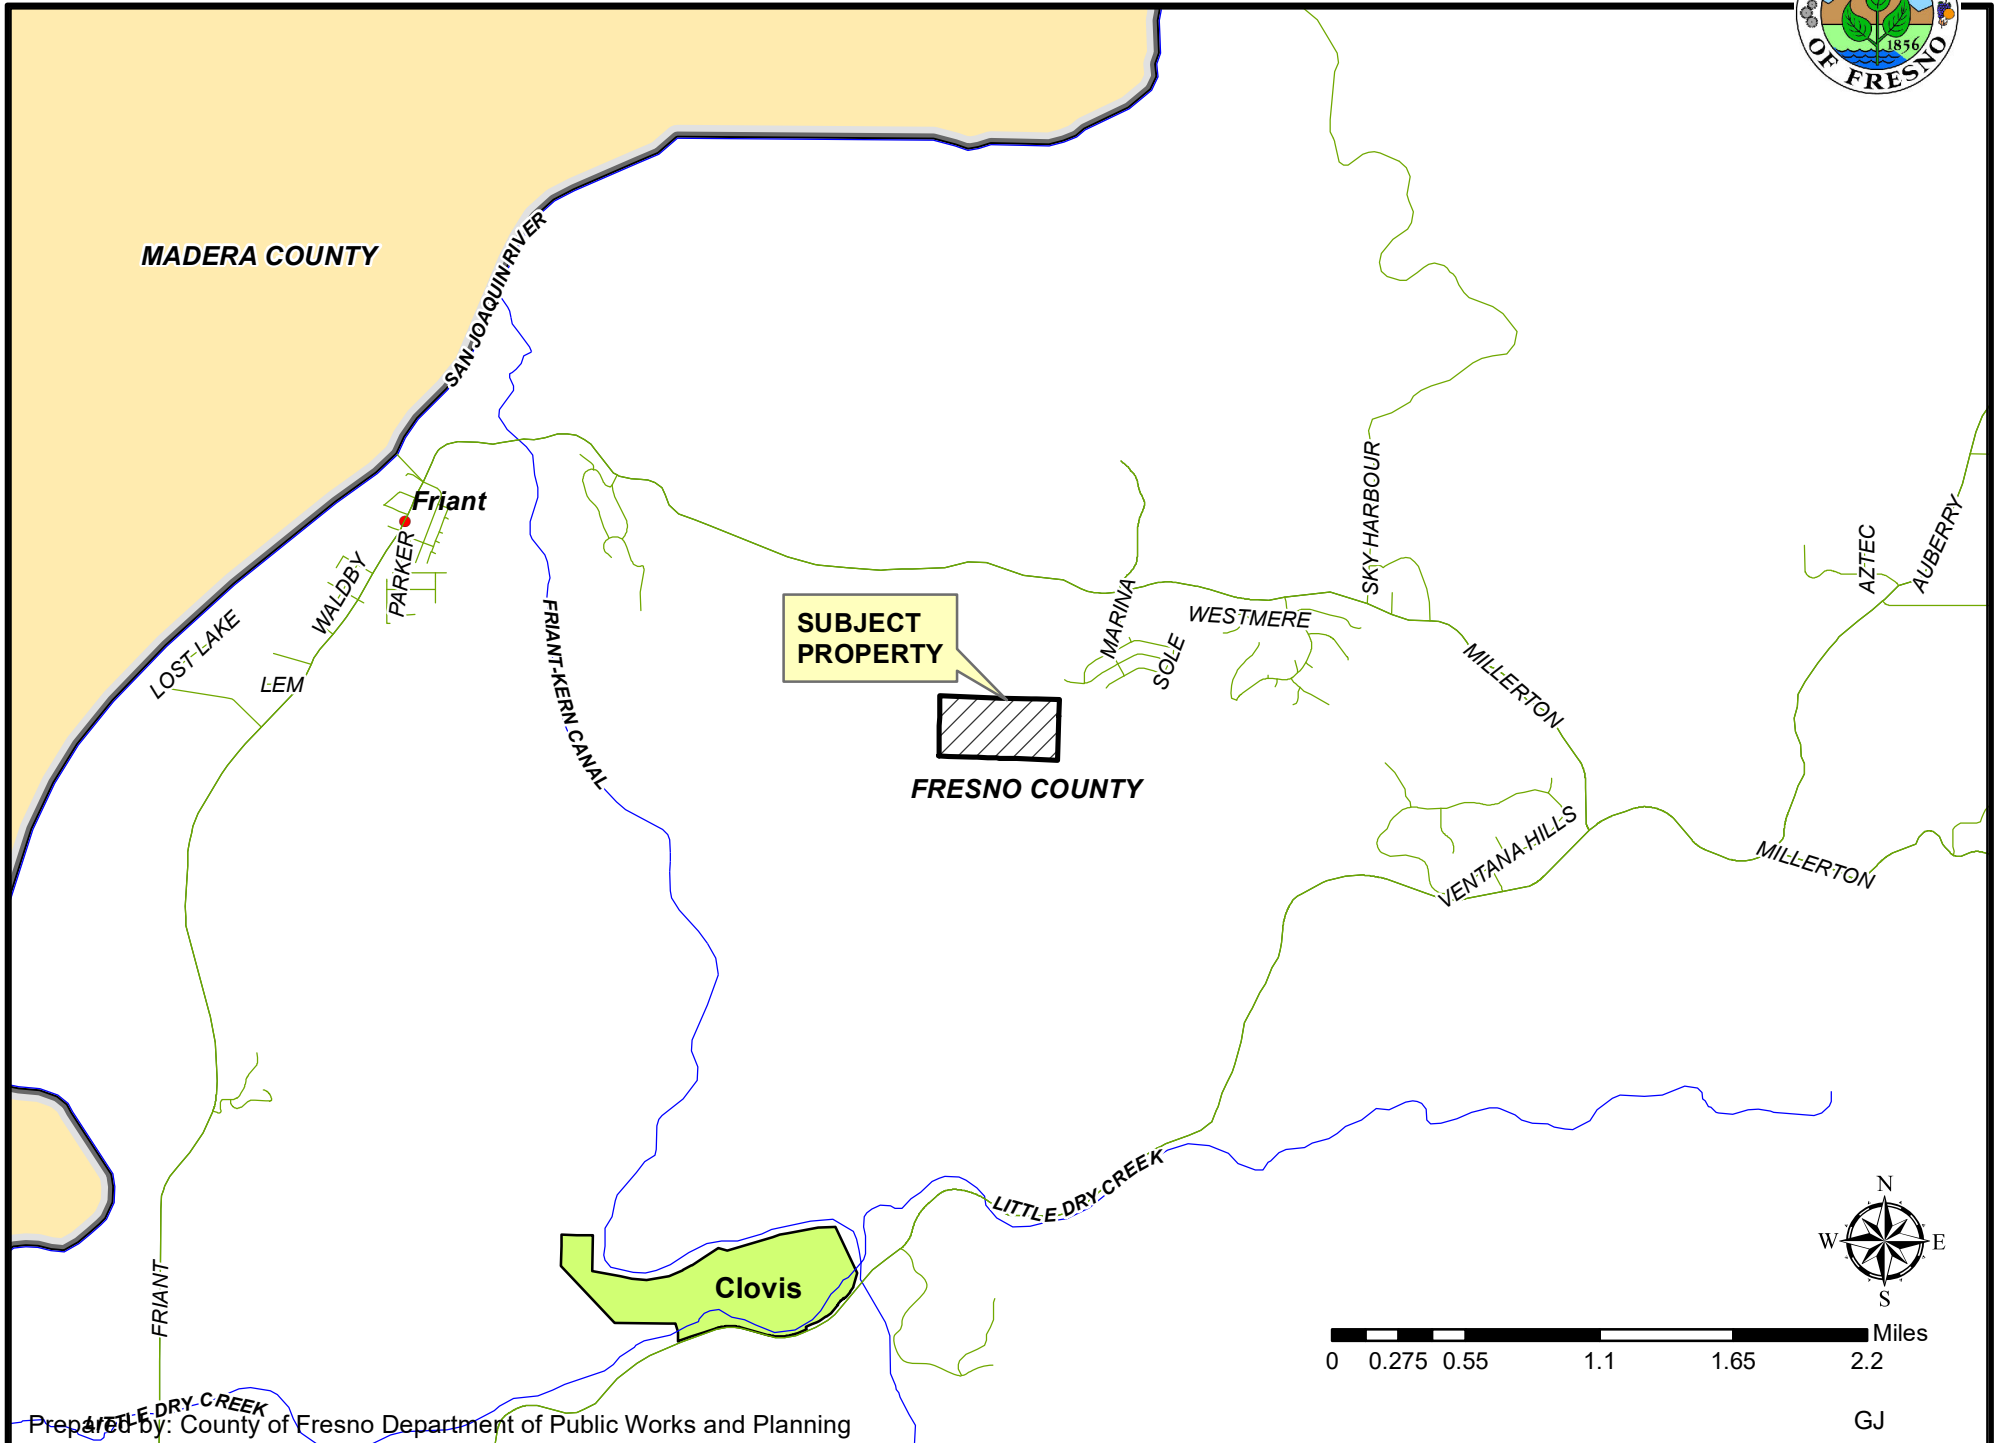 1856
OF FRESNO
MADERA COUNTY
SAN JOAQUIN RIVER
Friant
SKY HARBOUR
AZTEC
AUBERRY
WALDBY
PARKER
MARINA
WESTMERE
SOLE
LOST LAKE
LEM
FRIANT-KERN CANAL
SUBJECT
PROPERTY
MILLERTON
FRESNO COUNTY
VENTANA HILLS
MILLERTON
LITTLE DRY CREEK
N
W
E
S
Clovis
FRIANT
Miles
0 0.275 0.55 1.1 1.65 2.2
LITTLE DRY CREEK
Prepared by: County of Fresno Department of Public Works and Planning
GJ